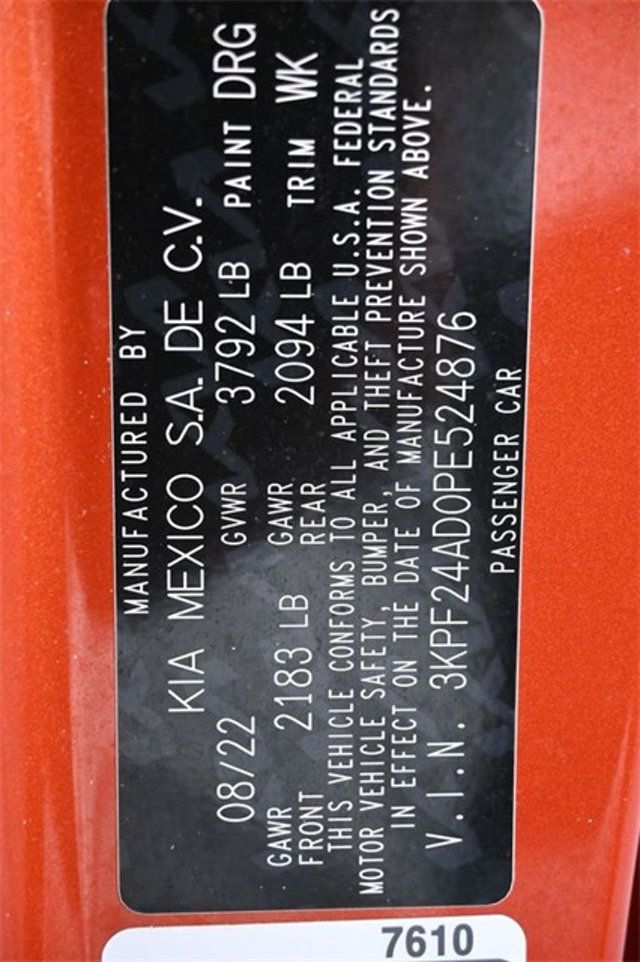 MANUFACTURED BY
KIA MEXICO S.A. DE C.V.
08/22 GVWR 3792 LB PAINT DRG
GAWR FRONT 2183 LB GAWR REAR 2094 LB TRIM WK
THIS VEHICLE CONFORMS TO ALL APPLICABLE U.S.A. FEDERAL
MOTOR VEHICLE SAFETY, BUMPER, AND THEFT PREVENTION STANDARDS
IN EFFECT ON THE DATE OF MANUFACTURE SHOWN ABOVE.
V.I.N. 3KPF24AD0PE524876
PASSENGER CAR
7610